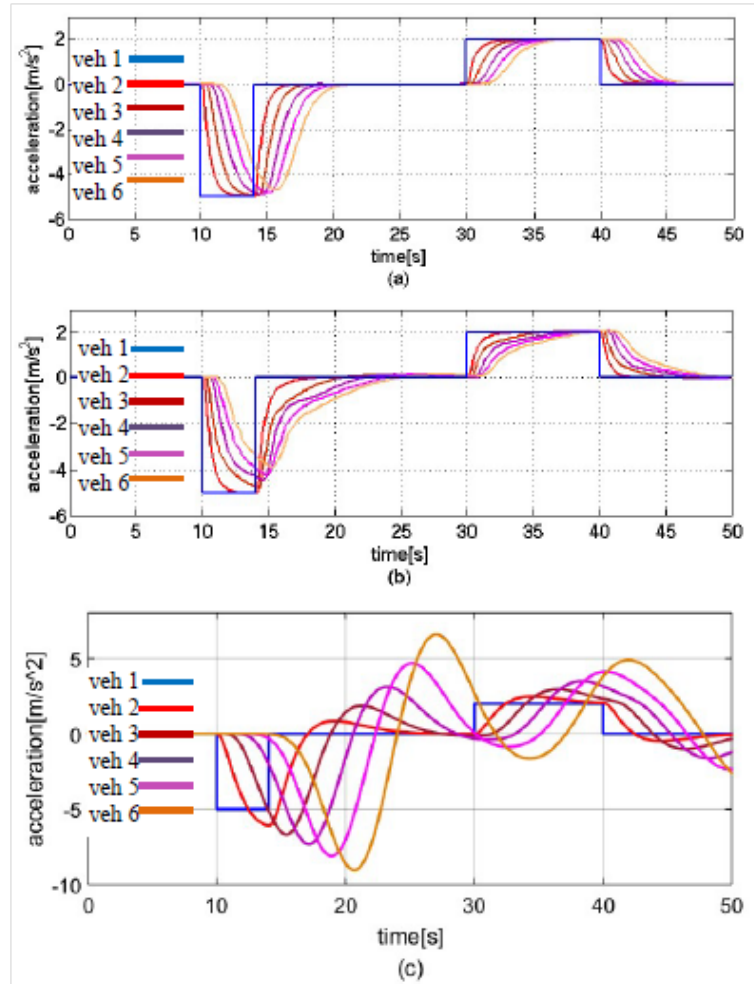 2
0
-2
-4
-6
veh 1
veh 2
veh 3
veh 4
veh 5
veh 6
acceleration[m/s²]
0 5 10 15 20 25 30 35 40 45 50
time[s]
(a)
2
0
-2
-4
-6
veh 1
veh 2
veh 3
veh 4
veh 5
veh 6
acceleration[m/s²]
0 5 10 15 20 25 30 35 40 45 50
time[s]
(b)
5
0
-5
-10
veh 1
veh 2
veh 3
veh 4
veh 5
veh 6
acceleration[m/s^2]
0 10 20 30 40 50
time[s]
(c)